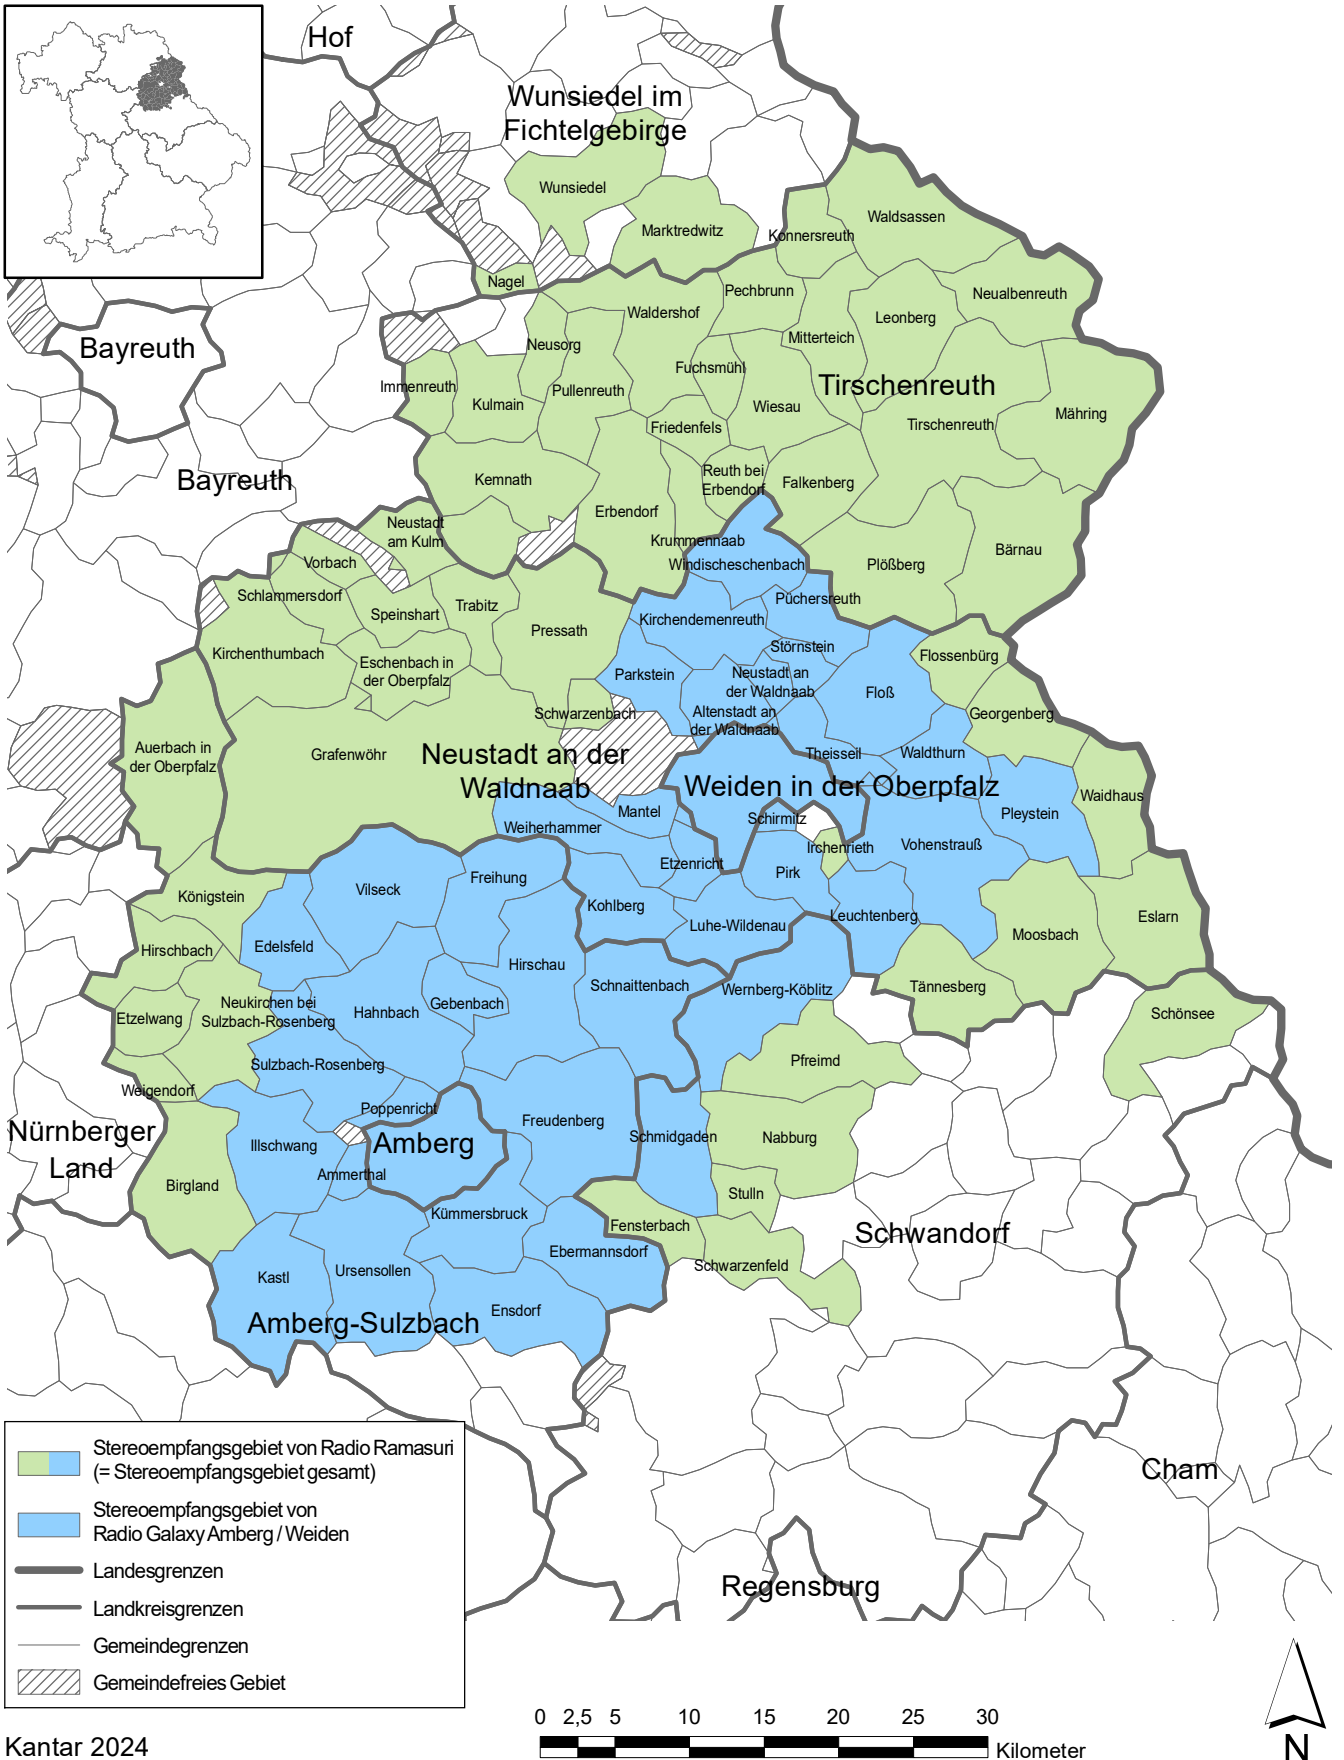 Hof
Wunsiedel im
Fichtelgebirge
Wunsiedel
Marktredwitz
Konnersreuth
Waldsassen
Nagel
Pechbrunn
Neualbenreuth
Waldershof
Leonberg
Mitterteich
Bayreuth
Neusorg
Fuchsmühl
Tirschenreuth
Immenreuth
Pullenreuth
Kulmain
Wiesau
Mähring
Friedenfels
Tirschenreuth
Bayreuth
Kemnath
Reuth bei
Erbendorf
Falkenberg
Erbendorf
Neustadt
am Kulm
Krummennaab
Bärnau
Vorbach
Windischeschenbach
Plößberg
Schlammersdorf
Speinshart
Trabitz
Püchersreuth
Kirchendemenreuth
Pressath
Störnstein
Kirchenthumbach
Eschenbach in
der Oberpfalz
Flossenbürg
Parkstein
Neustadt an
der Waldnaab
Floß
Schwarzenbach
Altenstadt an
der Waldnaab
Georgenberg
Auerbach in
der Oberpfalz
Grafenwöhr
Neustadt an der
Waldnaab
Theisseil
Waldthurn
Weiden in der Oberpfalz
Waidhaus
Mantel
Schirmitz
Pleystein
Weiherhammer
Irchenrieth
Vohenstrauß
Etzenricht
Pirk
Vilseck
Freihung
Königstein
Kohlberg
Leuchtenberg
Eslarn
Luhe-Wildenau
Moosbach
Hirschbach
Edelsfeld
Hirschau
Schnaittenbach
Wernberg-Köblitz
Tännesberg
Neukirchen bei
Sulzbach-Rosenberg
Gebenbach
Hahnbach
Etzelwang
Schönsee
Sulzbach-Rosenberg
Pfreimd
Weigendorf
Poppenricht
Freudenberg
Nürnberger
Land
Amberg
Schmidgaden
Nabburg
Illschwang
Ammerthal
Birgland
Stulln
Kümmersbruck
Fensterbach
Schwandorf
Ebermannsdorf
Schwarzenfeld
Kastl
Ursensollen
Ensdorf
Amberg-Sulzbach
Cham
Regensburg
Stereoempfangsgebiet von Radio Ramasuri
(= Stereoempfangsgebiet gesamt)
Stereoempfangsgebiet von
Radio Galaxy Amberg / Weiden
Landesgrenzen
Landkreisgrenzen
Gemeindegrenzen
Gemeindefreies Gebiet
0 2,5 5 10 15 20 25 30
Kilometer
N
Kantar 2024